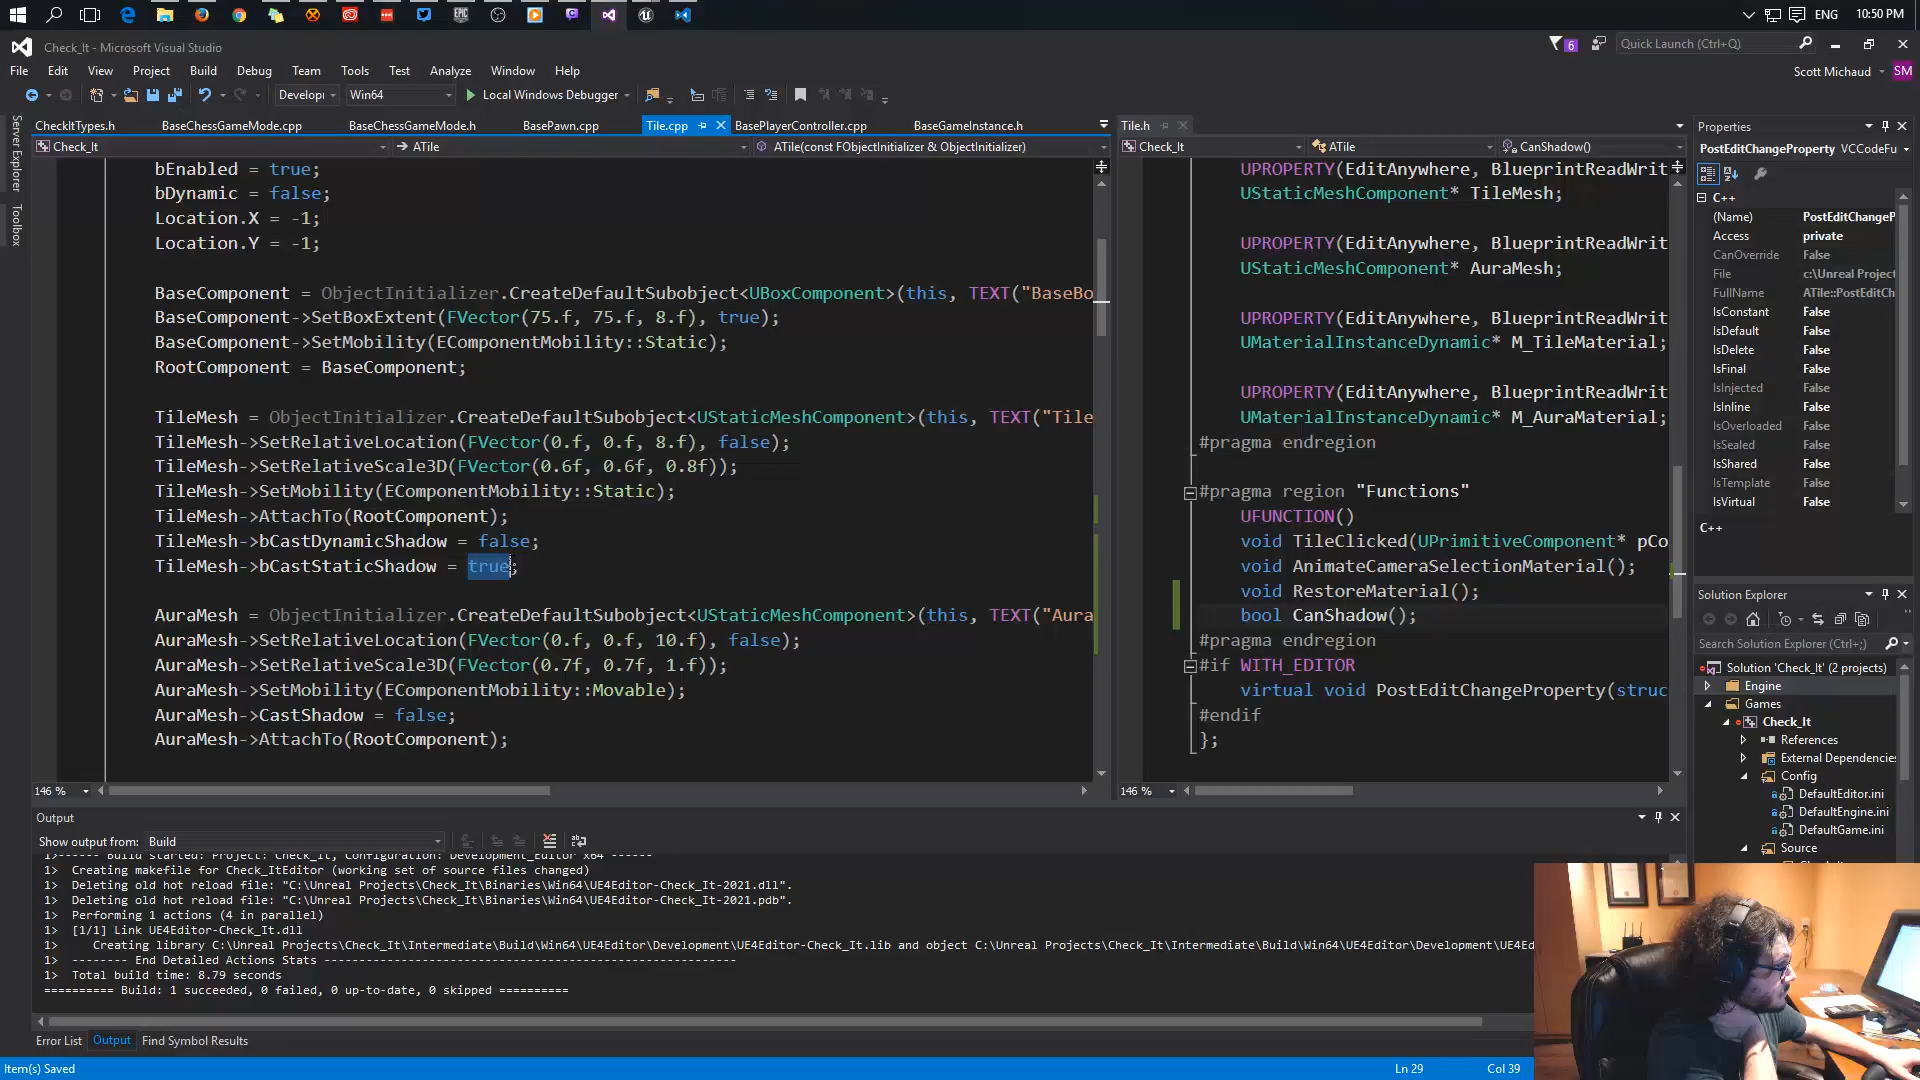 ENG
10:50 PM
Check_It - Microsoft Visual Studio
6
Quick Launch (Ctrl+Q)
File Edit View Project Build Debug Team Tools Test Analyze Window Help
Scott Michaud
SM
Develop
Win64
Local Windows Debugger
Server Explorer
Toolbox
CheckItTypes.h
BaseChessGameMode.cpp
BaseChessGameMode.h
BasePawn.cpp
Tile.cpp
BasePlayerController.cpp
BaseGameInstance.h
Check_It
ATile
ATile(const FObjectInitializer & ObjectInitializer)
bEnabled = true;
bDynamic = false;
Location.X = -1;
Location.Y = -1;
BaseComponent = ObjectInitializer.CreateDefaultSubobject<UBoxComponent>(this, TEXT("BaseBo
BaseComponent->SetBoxExtent(FVector(75.f, 75.f, 8.f), true);
BaseComponent->SetMobility(EComponentMobility::Static);
RootComponent = BaseComponent;
TileMesh = ObjectInitializer.CreateDefaultSubobject<UStaticMeshComponent>(this, TEXT("Tile
TileMesh->SetRelativeLocation(FVector(0.f, 0.f, 8.f), false);
TileMesh->SetRelativeScale3D(FVector(0.6f, 0.6f, 0.8f));
TileMesh->SetMobility(EComponentMobility::Static);
TileMesh->AttachTo(RootComponent);
TileMesh->bCastDynamicShadow = false;
TileMesh->bCastStaticShadow = true;
AuraMesh = ObjectInitializer.CreateDefaultSubobject<UStaticMeshComponent>(this, TEXT("Aura
AuraMesh->SetRelativeLocation(FVector(0.f, 0.f, 10.f), false);
AuraMesh->SetRelativeScale3D(FVector(0.7f, 0.7f, 1.f));
AuraMesh->SetMobility(EComponentMobility::Movable);
AuraMesh->CastShadow = false;
AuraMesh->AttachTo(RootComponent);
146 %
Tile.h
Check_It
ATile
CanShadow()
UPROPERTY(EditAnywhere, BlueprintReadWrit
UStaticMeshComponent* TileMesh;
UPROPERTY(EditAnywhere, BlueprintReadWrit
UStaticMeshComponent* AuraMesh;
UPROPERTY(EditAnywhere, BlueprintReadWrit
UMaterialInstanceDynamic* M_TileMaterial;
UPROPERTY(EditAnywhere, BlueprintReadWrit
UMaterialInstanceDynamic* M_AuraMaterial;
#pragma endregion
#pragma region "Functions"
UFUNCTION()
void TileClicked(UPrimitiveComponent* pCo
void AnimateCameraSelectionMaterial();
void RestoreMaterial();
bool CanShadow();
#pragma endregion
#if WITH_EDITOR
virtual void PostEditChangeProperty(struc
#endif
};
146 %
Properties
PostEditChangeProperty VCCodeFu
C++
(Name) PostEditChangeP
Access private
CanOverride False
File c:\Unreal Project
FullName ATile::PostEditCh
IsConstant False
IsDefault False
IsDelete False
IsFinal False
IsInjected False
IsInline False
IsOverloaded False
IsSealed False
IsShared False
IsTemplate False
IsVirtual False
C++
Solution Explorer
Search Solution Explorer (Ctrl+;)
Solution 'Check_It' (2 projects)
Engine
Games
Check_It
References
External Dependencies
Config
DefaultEditor.ini
DefaultEngine.ini
DefaultGame.ini
Source
Output
Show output from: Build
1>------ Build started: Project: Check_It, Configuration: Development_Editor x64 ------
1> Creating makefile for Check_ItEditor (working set of source files changed)
1> Deleting old hot reload file: "C:\Unreal Projects\Check_It\Binaries\Win64\UE4Editor-Check_It-2021.dll".
1> Deleting old hot reload file: "C:\Unreal Projects\Check_It\Binaries\Win64\UE4Editor-Check_It-2021.pdb".
1> Performing 1 actions (4 in parallel)
1> [1/1] Link UE4Editor-Check_It.dll
1> Creating library C:\Unreal Projects\Check_It\Intermediate\Build\Win64\UE4Editor\Development\UE4Editor-Check_It.lib and object C:\Unreal Projects\Check_It\Intermediate\Build\Win64\UE4Editor\Development\UE4Ed
1> -------- End Detailed Actions Stats -----------------------------------------------------------
1> Total build time: 8.79 seconds
========== Build: 1 succeeded, 0 failed, 0 up-to-date, 0 skipped ==========
Error List Output Find Symbol Results
Item(s) Saved
Ln 29
Col 39